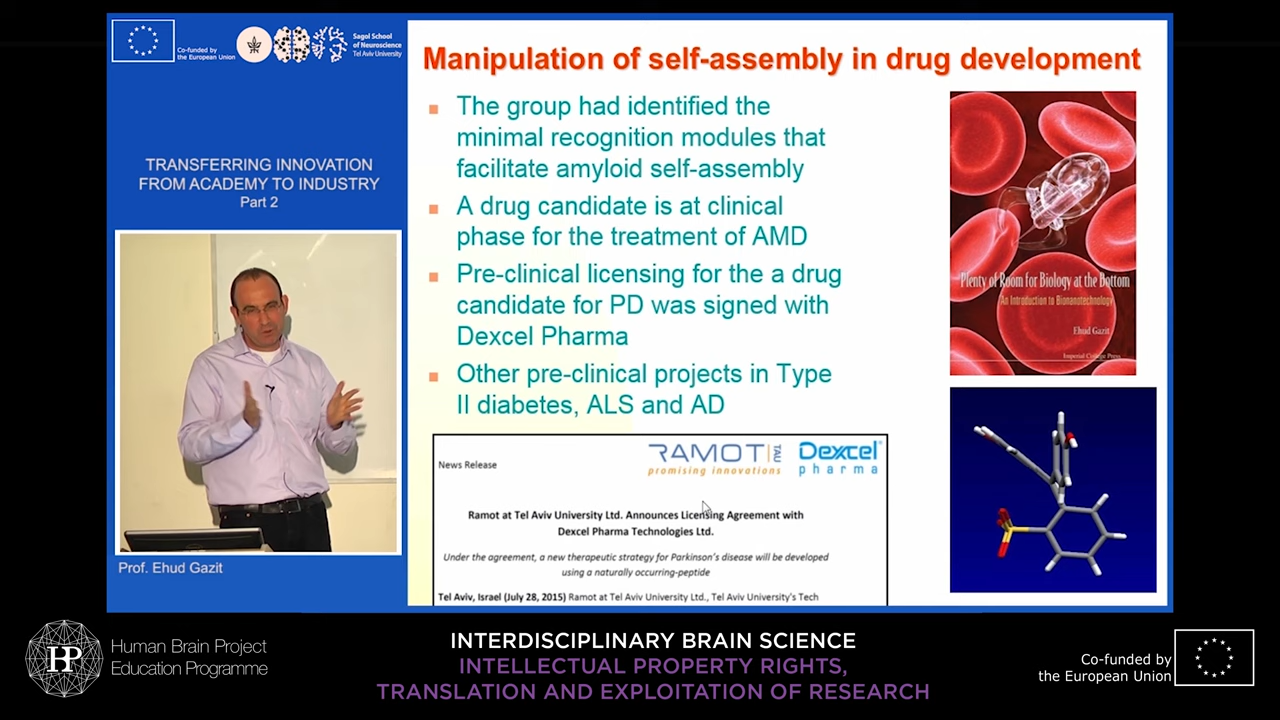 Co-funded by
the European Union
Sagol School
of Neuroscience
Tel Aviv University
TRANSFERRING INNOVATION
FROM ACADEMY TO INDUSTRY
Part 2
Prof. Ehud Gazit
Manipulation of self-assembly in drug development
The group had identified the
minimal recognition modules that
facilitate amyloid self-assembly
A drug candidate is at clinical
phase for the treatment of AMD
Pre-clinical licensing for the a drug
candidate for PD was signed with
Dexcel Pharma
Other pre-clinical projects in Type
II diabetes, ALS and AD
Plenty of Room for Biology at the Bottom
An Introduction to Bionanotechnology
Ehud Gazit
Imperial College Press
News Release
RAMOT TAU
promising innovations
Dexcel
pharma
Ramot at Tel Aviv University Ltd. Announces Licensing Agreement with
Dexcel Pharma Technologies Ltd.
Under the agreement, a new therapeutic strategy for Parkinson's disease will be developed
using a naturally occurring-peptide
Tel Aviv, Israel (July 28, 2015) Ramot at Tel Aviv University Ltd., Tel Aviv University's Tech
HBP
Human Brain Project
Education Programme
INTERDISCIPLINARY BRAIN SCIENCE
INTELLECTUAL PROPERTY RIGHTS,
TRANSLATION AND EXPLOITATION OF RESEARCH
Co-funded by
the European Union